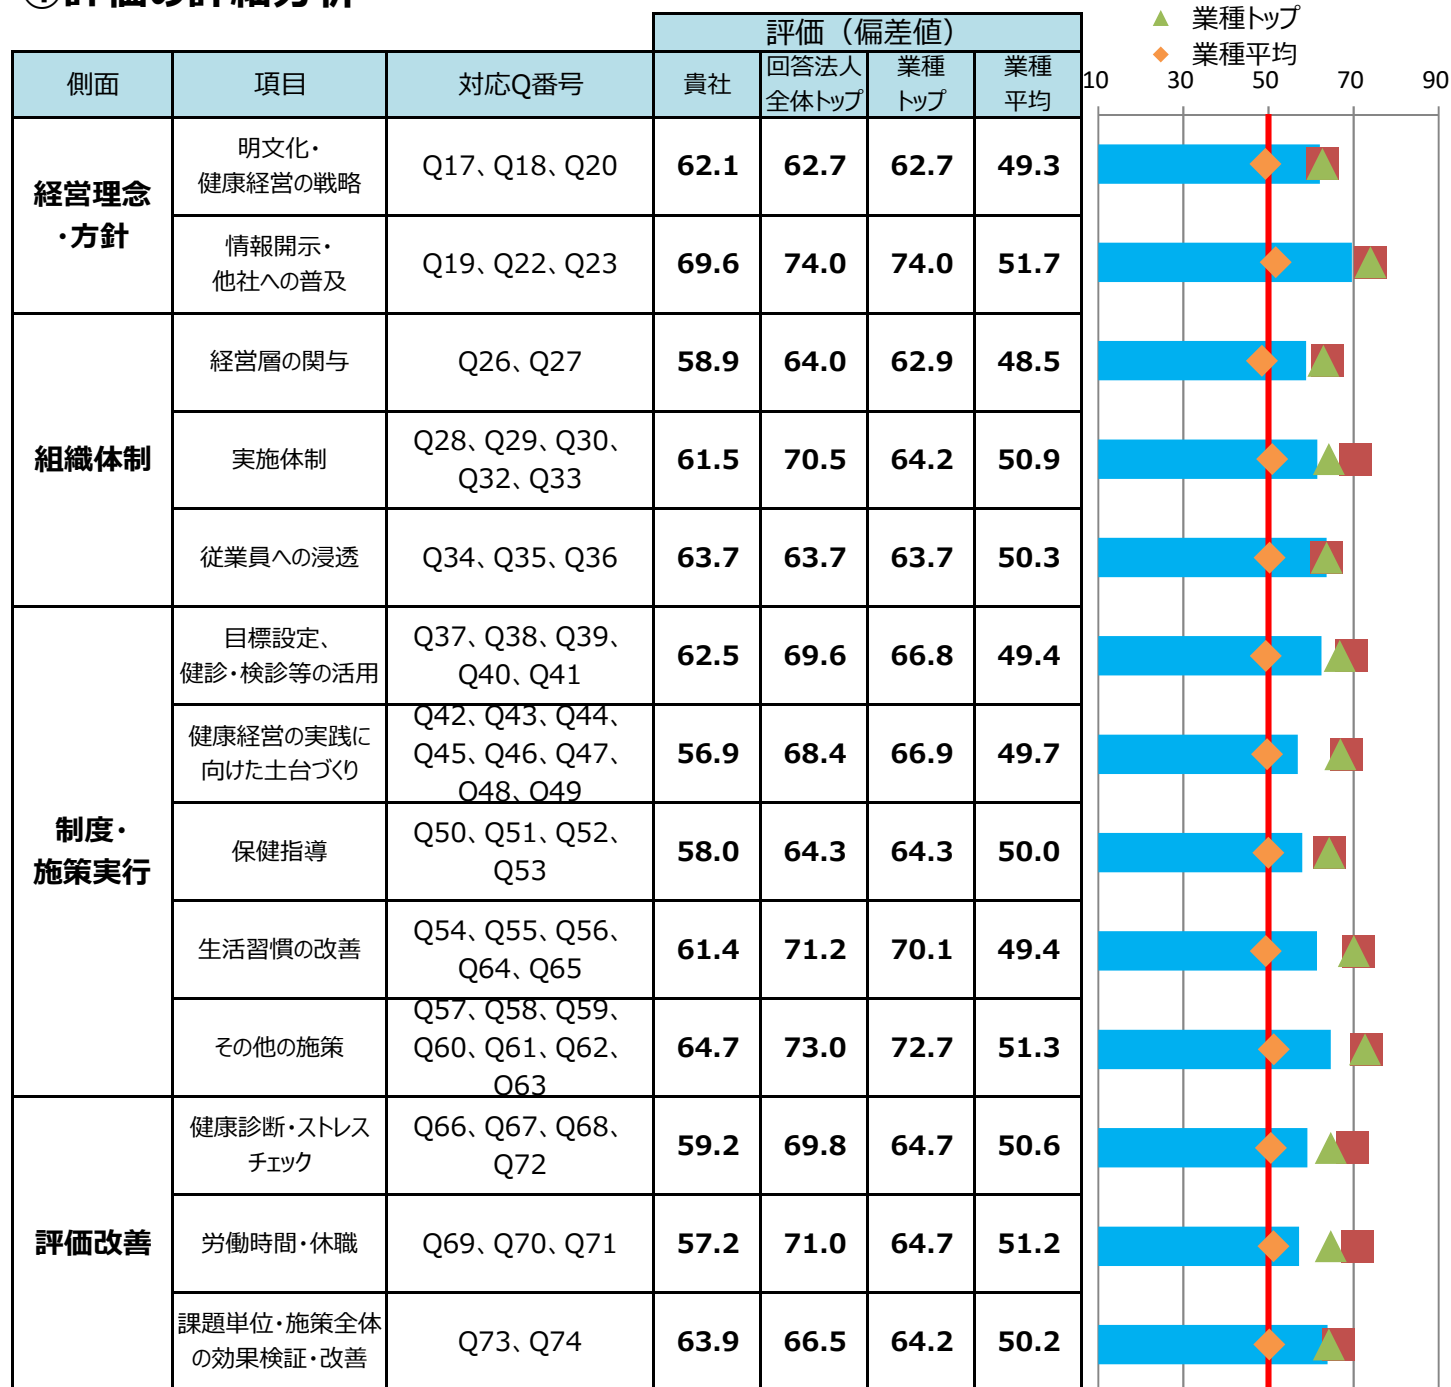 ①評価の詳細分析
▲ 業種トップ
◆ 業種平均
評価（偏差値）
側面 項目 対応Q番号 貴社 回答法人 業種 業種
全体トップ トップ 平均
10 30 50 70 90
経営理念
・方針
明文化・
健康経営の戦略
Q17、Q18、Q20 62.1 62.7 62.7 49.3
情報開示・
他社への普及
Q19、Q22、Q23 69.6 74.0 74.0 51.7
組織体制
経営層の関与 Q26、Q27 58.9 64.0 62.9 48.5
実施体制
Q28、Q29、Q30、
Q32、Q33
61.5 70.5 64.2 50.9
従業員への浸透 Q34、Q35、Q36 63.7 63.7 63.7 50.3
制度・
施策実行
目標設定、
健診・検診等の活用
Q37、Q38、Q39、
Q40、Q41
62.5 69.6 66.8 49.4
健康経営の実践に
向けた土台づくり
Q42、Q43、Q44、
Q45、Q46、Q47、
Q48、Q49
56.9 68.4 66.9 49.7
保健指導
Q50、Q51、Q52、
Q53
58.0 64.3 64.3 50.0
生活習慣の改善
Q54、Q55、Q56、
Q64、Q65
61.4 71.2 70.1 49.4
その他の施策
Q57、Q58、Q59、
Q60、Q61、Q62、
Q63
64.7 73.0 72.7 51.3
評価改善
健康診断・ストレス
チェック
Q66、Q67、Q68、
Q72
59.2 69.8 64.7 50.6
労働時間・休職 Q69、Q70、Q71 57.2 71.0 64.7 51.2
課題単位・施策全体
の効果検証・改善
Q73、Q74 63.9 66.5 64.2 50.2